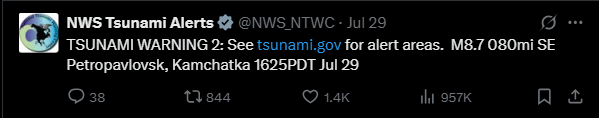 NWS Tsunami Alerts @NWS_NTWC · Jul 29
TSUNAMI WARNING 2: See tsunami.gov for alert areas. M8.7 080mi SE
Petropavlovsk, Kamchatka 1625PDT Jul 29
38 844 1.4K 957K